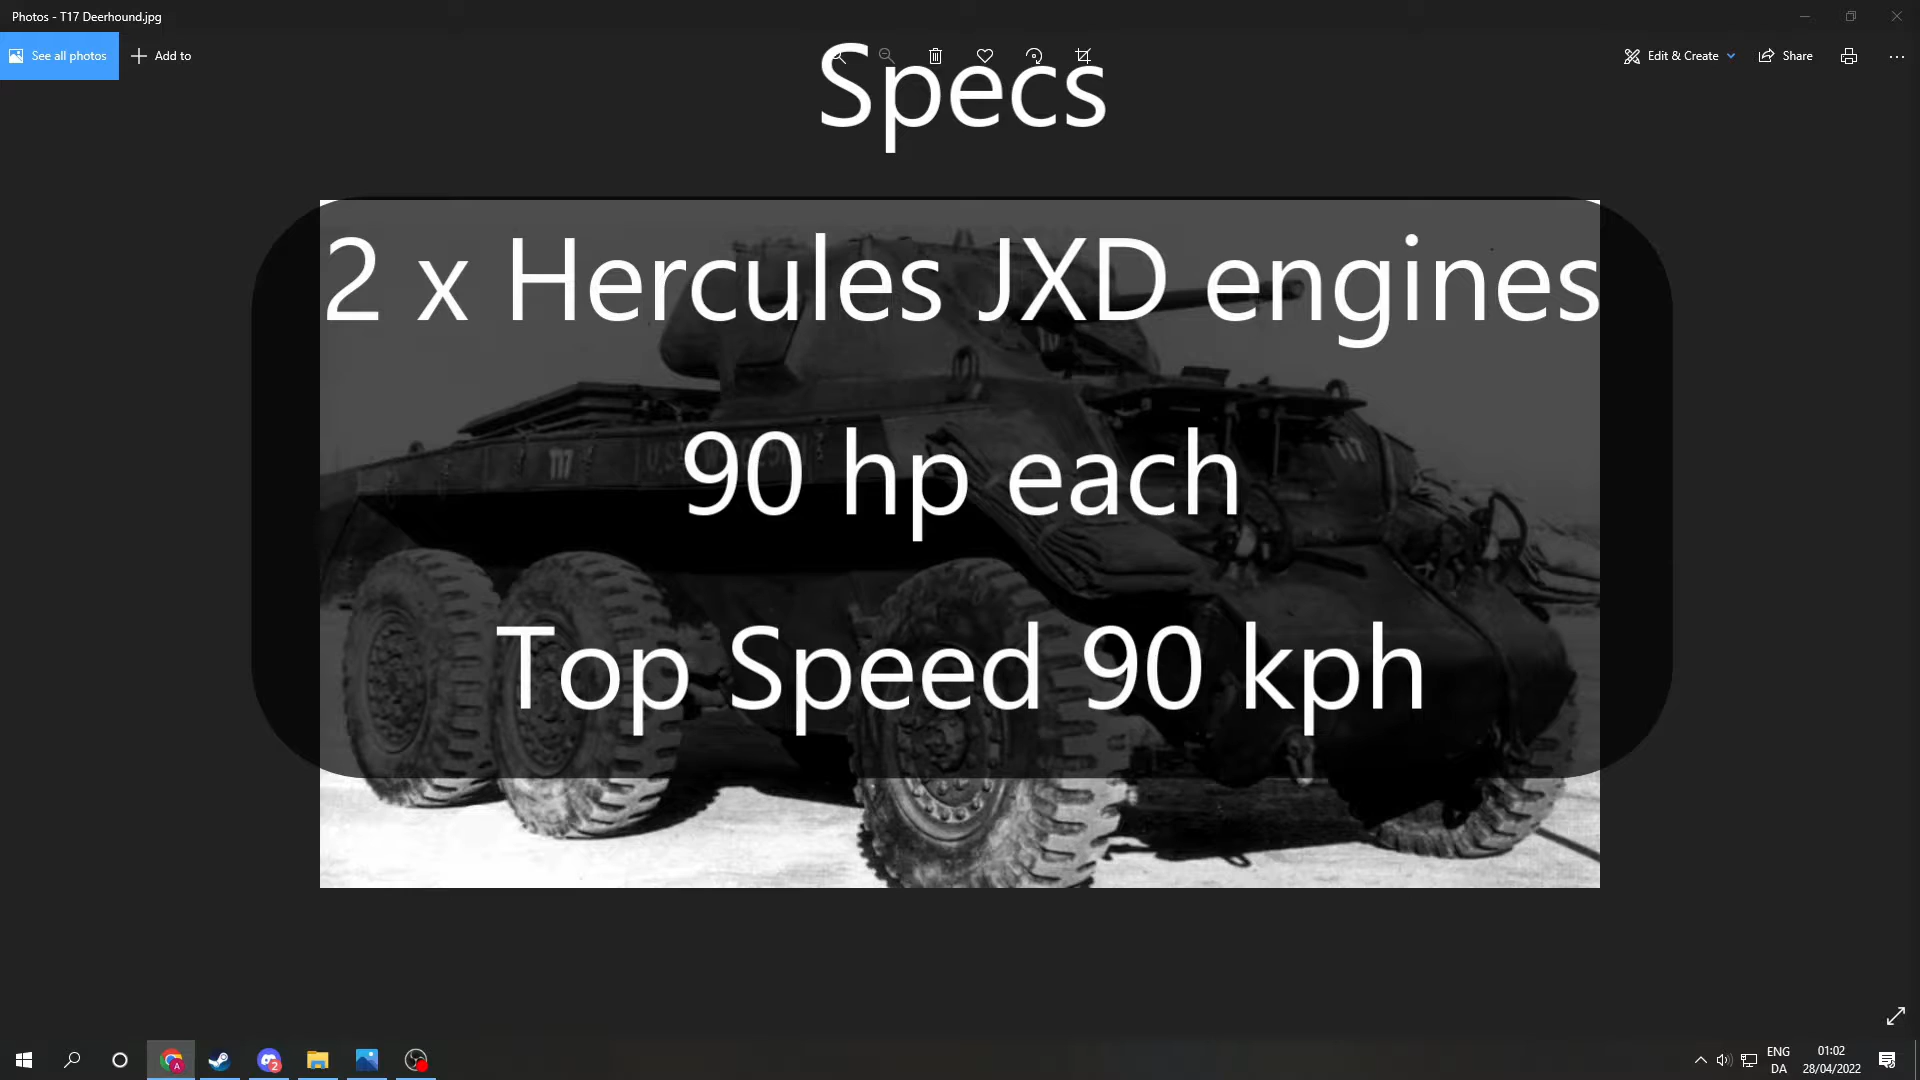 Photos - T17 Deerhound.jpg
See all photos
Add to
Edit & Create
Share
Specs
2 x Hercules JXD engines
90 hp each
Top Speed 90 kph
ENG
DA
01:02
28/04/2022
2
A